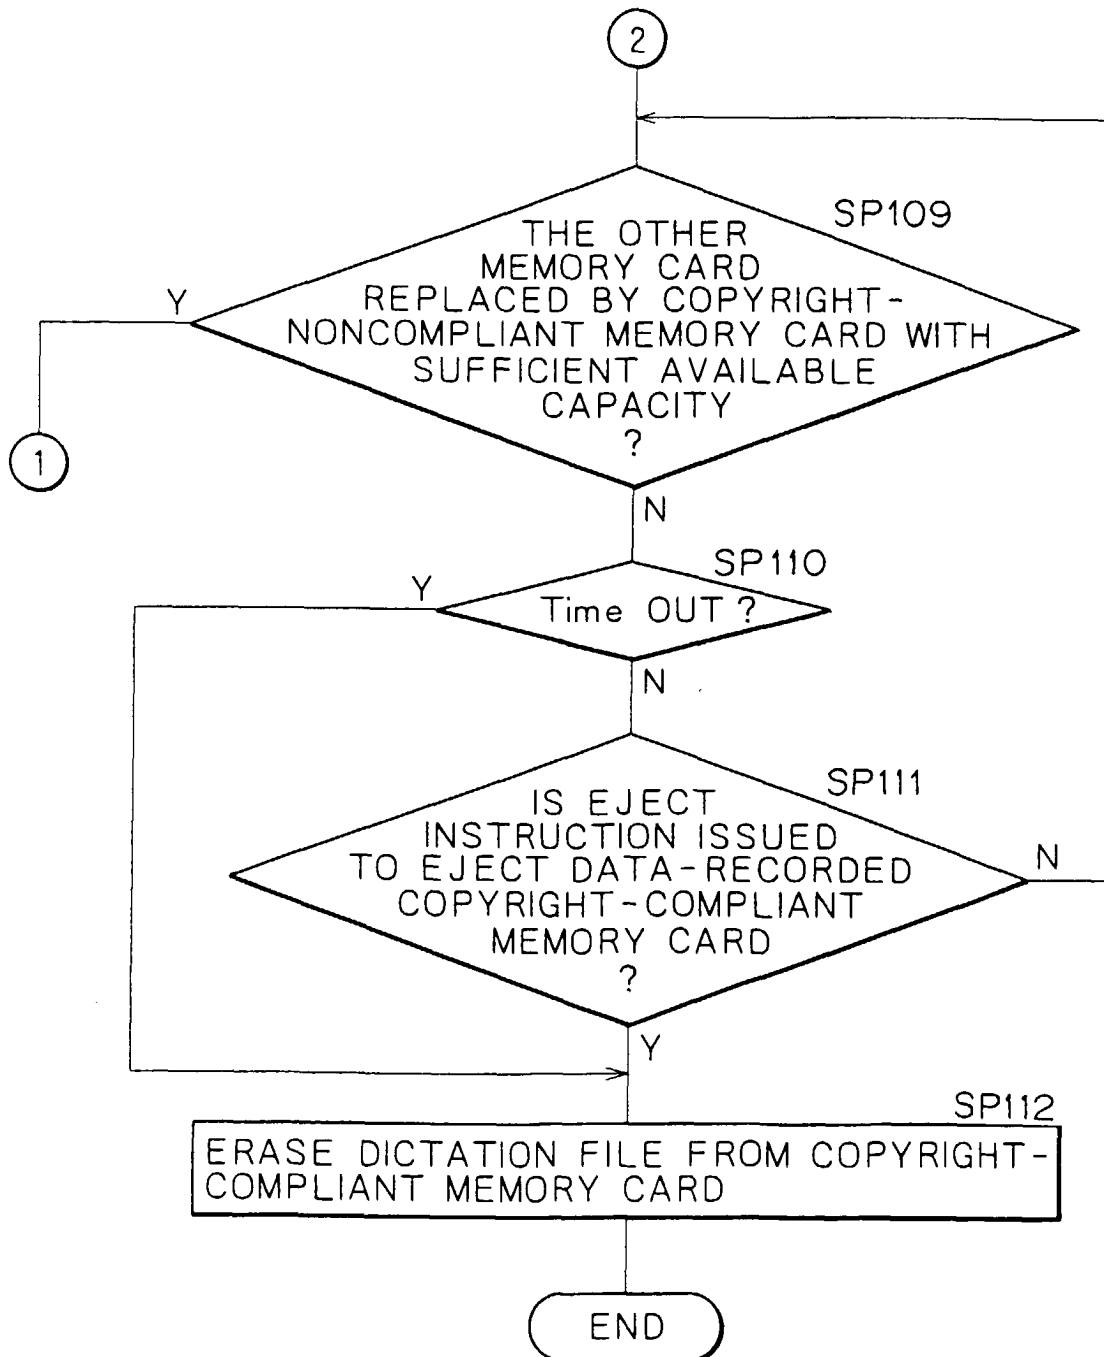 2
SP109
THE OTHER
MEMORY CARD
REPLACED BY COPYRIGHT-
NONCOMPLIANT MEMORY CARD WITH
SUFFICIENT AVAILABLE
CAPACITY
?
Y
1
N
SP110
Y
Time OUT ?
N
SP111
IS EJECT
INSTRUCTION ISSUED
TO EJECT DATA-RECORDED
COPYRIGHT-COMPLIANT
MEMORY CARD
?
N
Y
SP112
ERASE DICTATION FILE FROM COPYRIGHT-
COMPLIANT MEMORY CARD
END